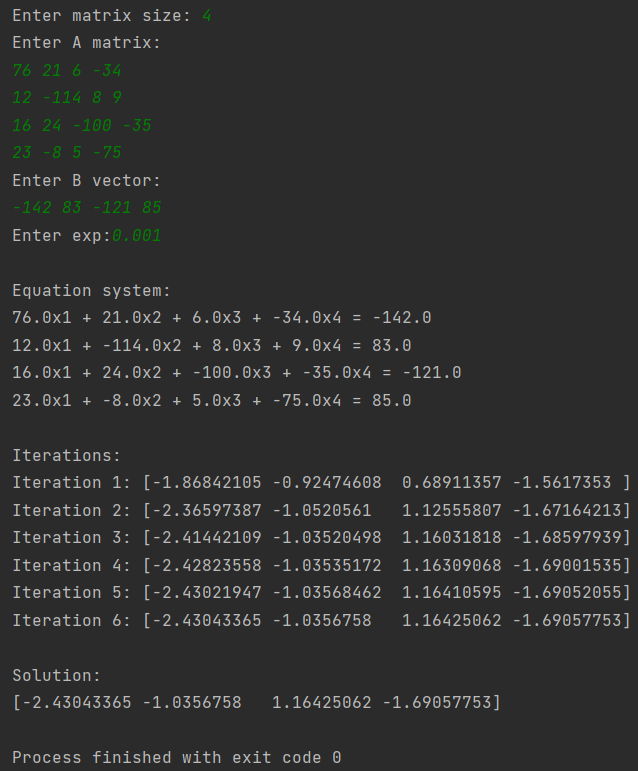 Enter matrix size: 4
Enter A matrix:
76 21 6 -34
12 -114 8 9
16 24 -100 -35
23 -8 5 -75
Enter B vector:
-142 83 -121 85
Enter exp:0.001
Equation system:
76.0x1 + 21.0x2 + 6.0x3 + -34.0x4 = -142.0
12.0x1 + -114.0x2 + 8.0x3 + 9.0x4 = 83.0
16.0x1 + 24.0x2 + -100.0x3 + -35.0x4 = -121.0
23.0x1 + -8.0x2 + 5.0x3 + -75.0x4 = 85.0
Iterations:
Iteration 1: [-1.86842105 -0.92474608  0.68911357 -1.5617353 ]
Iteration 2: [-2.36597387 -1.0520561   1.12555807 -1.67164213]
Iteration 3: [-2.41442109 -1.03520498  1.16031818 -1.68597939]
Iteration 4: [-2.42823558 -1.03535172  1.16309068 -1.69001535]
Iteration 5: [-2.43021947 -1.03568462  1.16410595 -1.69052055]
Iteration 6: [-2.43043365 -1.0356758   1.16425062 -1.69057753]
Solution:
[-2.43043365 -1.0356758   1.16425062 -1.69057753]
Process finished with exit code 0